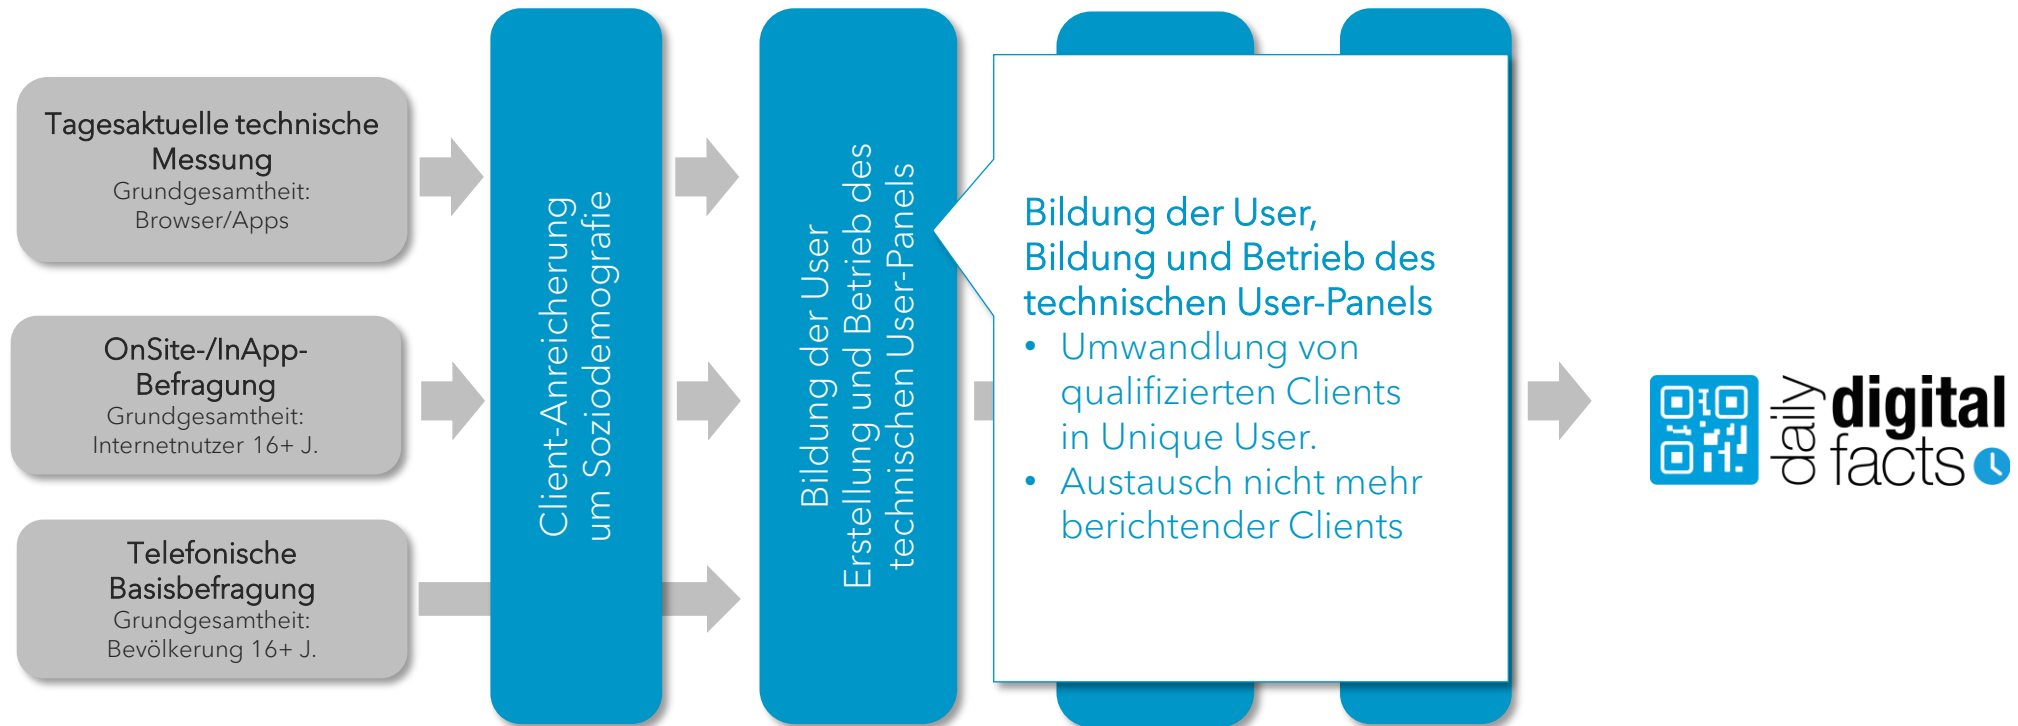 Tagesaktuelle technische
Messung
Grundgesamtheit:
Browser/Apps
OnSite-/InApp-
Befragung
Grundgesamtheit:
Internetnutzer 16+ J.
Telefonische
Basisbefragung
Grundgesamtheit:
Bevölkerung 16+ J.
Client-Anreicherung
um Soziodemografie
Bildung der User
Erstellung und Betrieb des
technischen User-Panels
Bildung der User,
Bildung und Betrieb des
technischen User-Panels
• Umwandlung von
qualifizierten Clients
in Unique User.
• Austausch nicht mehr
berichtender Clients
daily
digital
facts